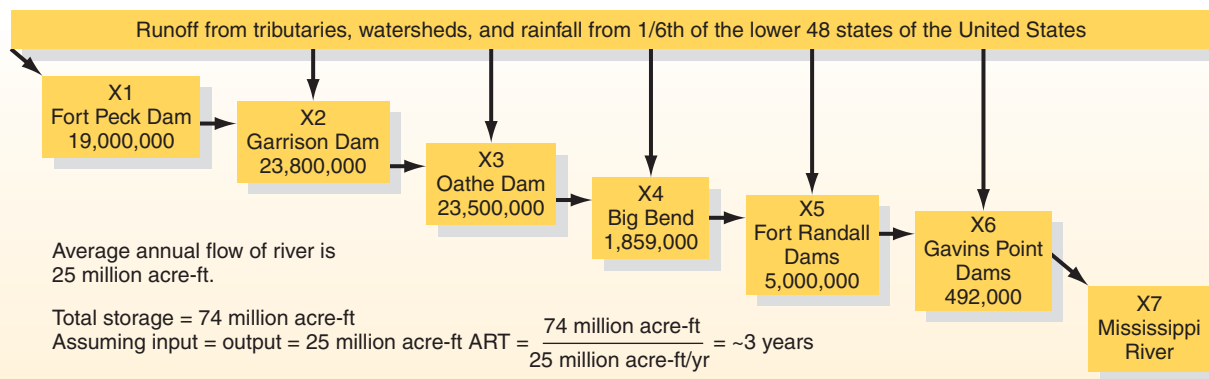 Runoff from tributaries, watersheds, and rainfall from 1/6th of the lower 48 states of the United States
X1
Fort Peck Dam
19,000,000
X2
Garrison Dam
23,800,000
X3
Oathe Dam
23,500,000
X4
Big Bend
1,859,000
X5
Fort Randall
Dams
5,000,000
X6
Gavins Point
Dams
492,000
X7
Mississippi
River
Average annual flow of river is
25 million acre-ft.
Total storage = 74 million acre-ft
Assuming input = output = 25 million acre-ft ART = 74 million acre-ft / 25 million acre-ft/yr = ~3 years